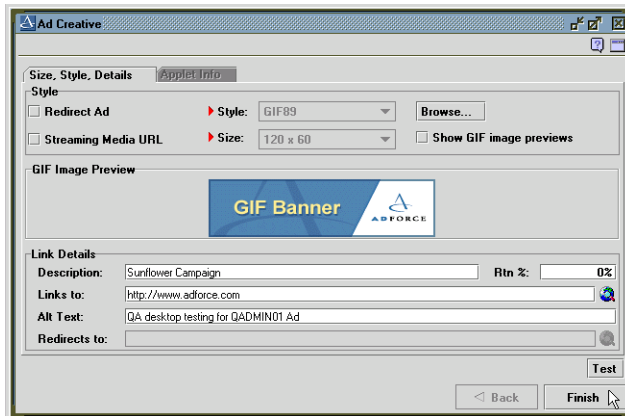 Ad Creative
Size, Style, Details Applet Info
Style
Redirect Ad Style: GIF89 Browse...
Streaming Media URL Size: 120 x 60 Show GIF image previews
GIF Image Preview
GIF Banner ADFORCE
Link Details
Description: Sunflower Campaign Rtn %: 0%
Links to: http://www.adforce.com
Alt Text: QA desktop testing for QADMIN01 Ad
Redirects to:
Test
Back Finish